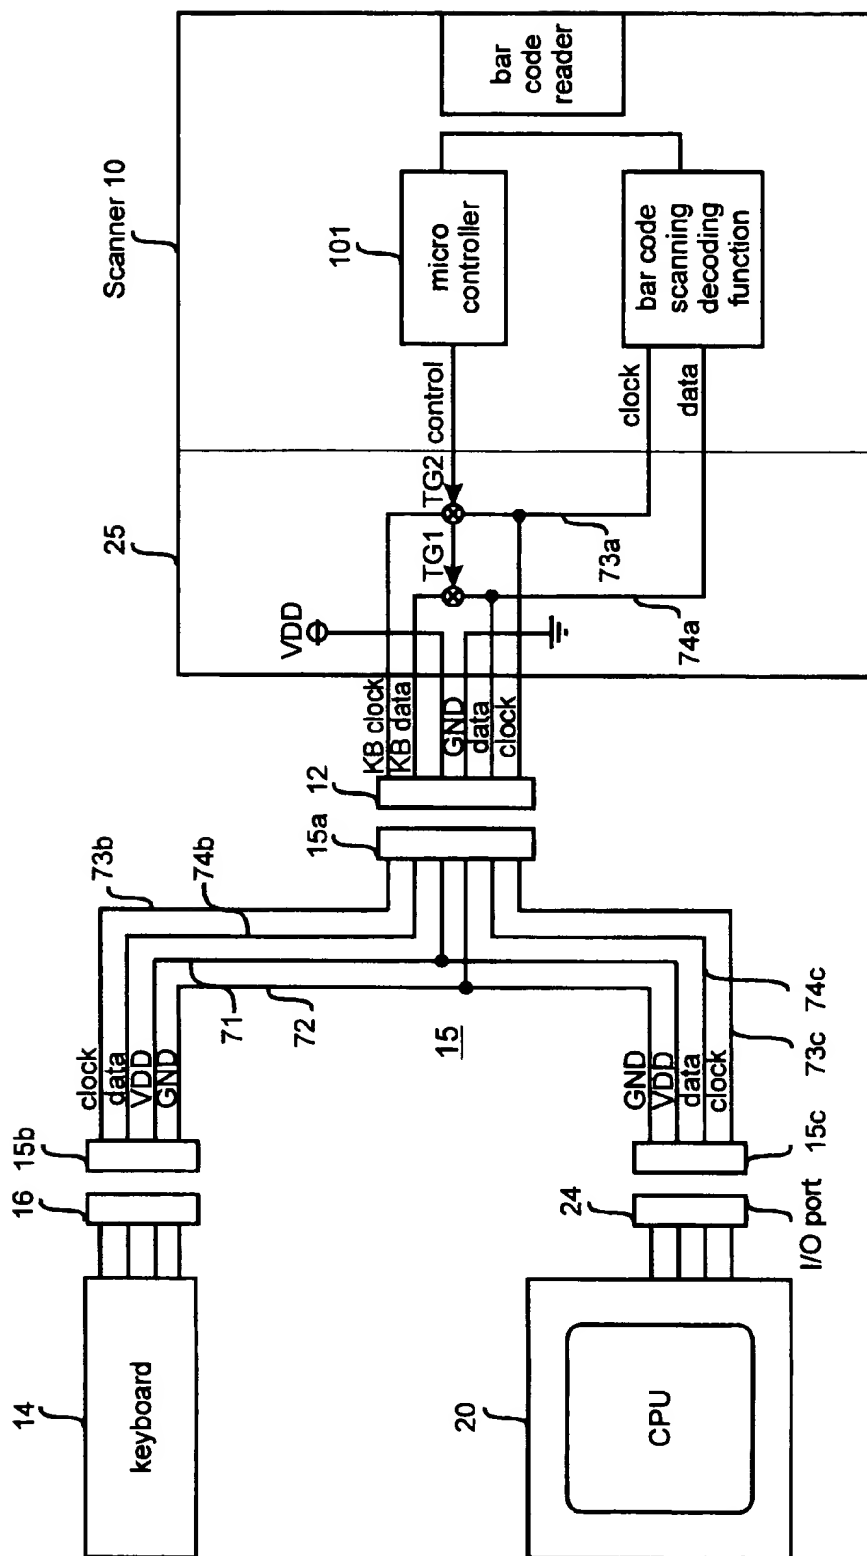 Scanner 10
25
bar
code
reader
101
micro
controller
bar code
scanning
decoding
function
control
TG2
TG1
VDD
clock
data
73a
74a
KB clock
KB data
GND
data
clock
12
15a
73b
74b
71
72
15
74c
73c
clock
data
VDD
GND
15b
16
GND
VDD
data
clock
15c
24
I/O port
14
keyboard
20
CPU